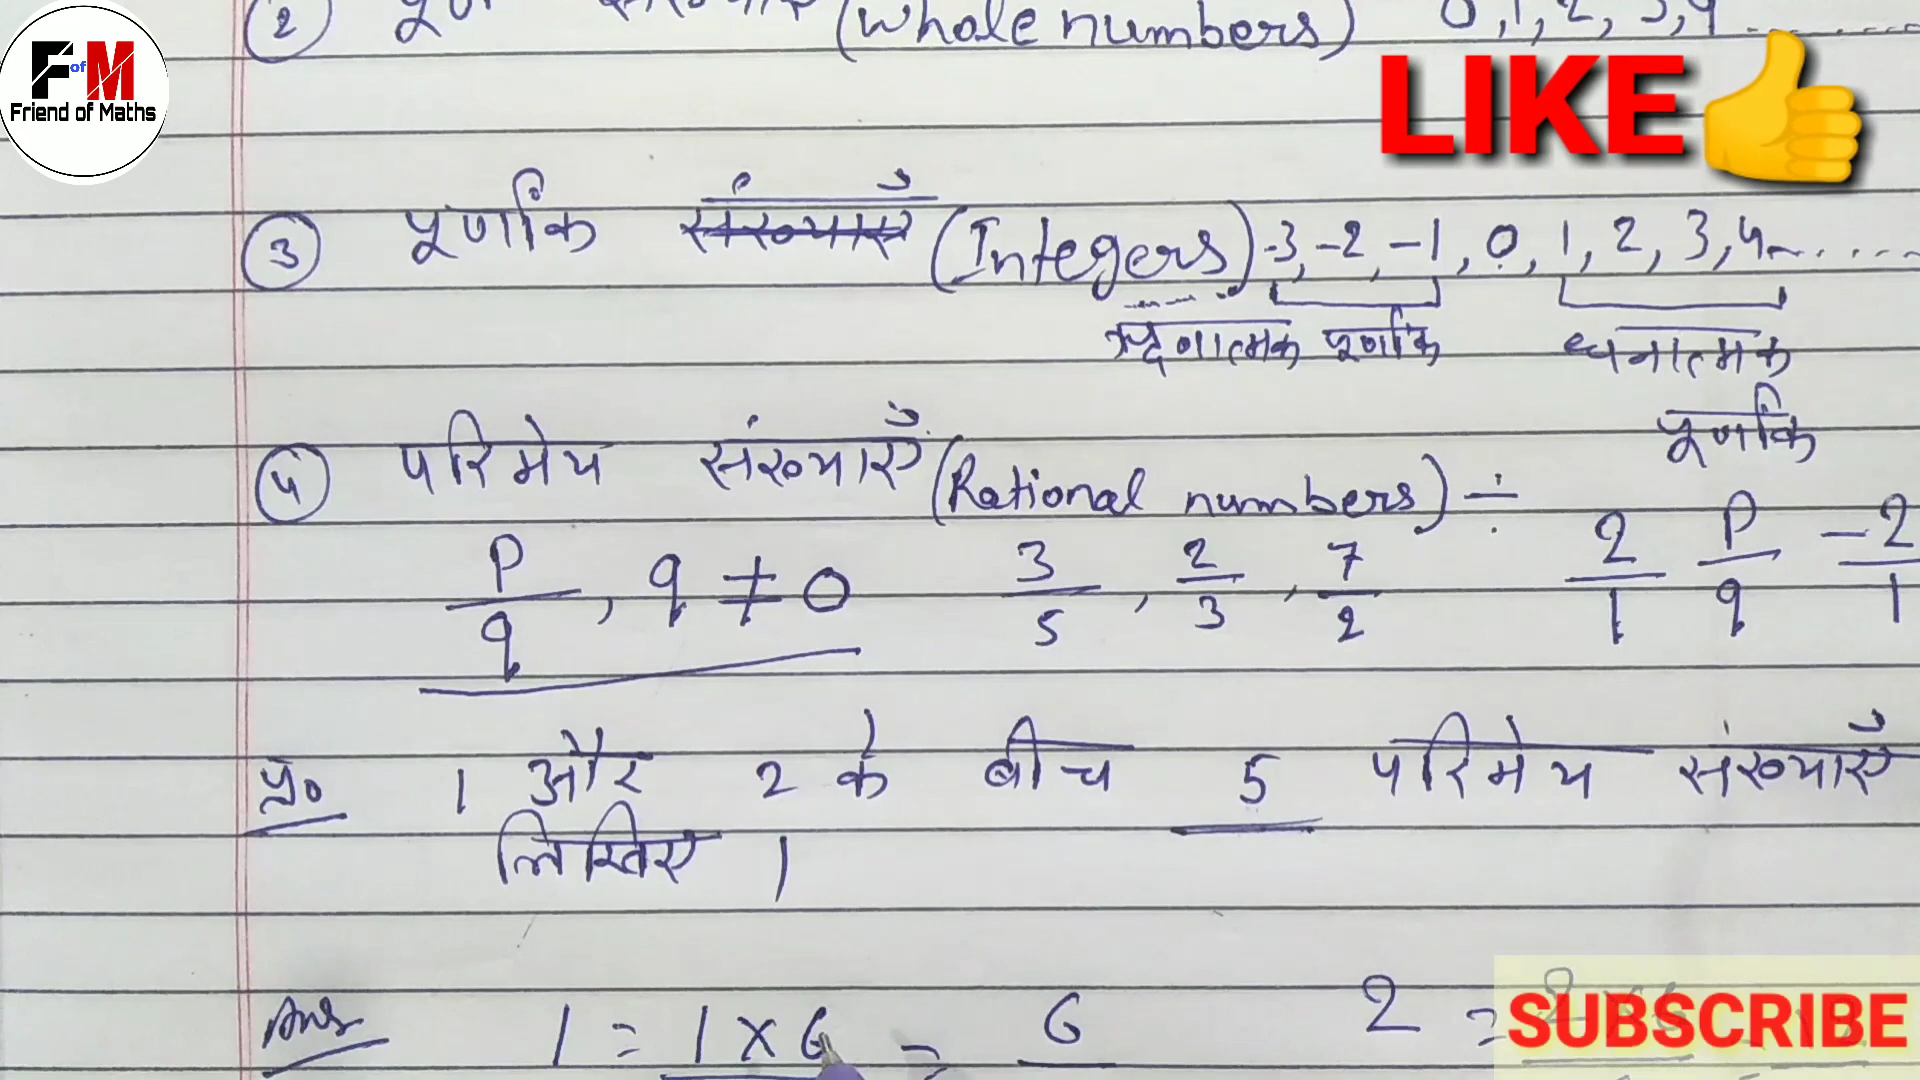 ② पूर्ण संख्याएँ (Whole numbers) 0, 1, 2, 3, 4 ..........
FofM
Friend of Maths
LIKE
③ पूर्णांक (Integers) -3, -2, -1, 0, 1, 2, 3, 4 ......
ऋणात्मक पूर्णांक धनात्मक
पूर्णांक
④ परिमेय संख्याएँ (Rational numbers) ÷
p/q, q ≠ 0 3/5, 2/3, 7/2 2/1 p/q -2/1
प्र० 1 और 2 के बीच 5 परिमेय संख्याएँ
लिखिए ।
Ans 1 = 1 × 6 = 6 2 =
SUBSCRIBE